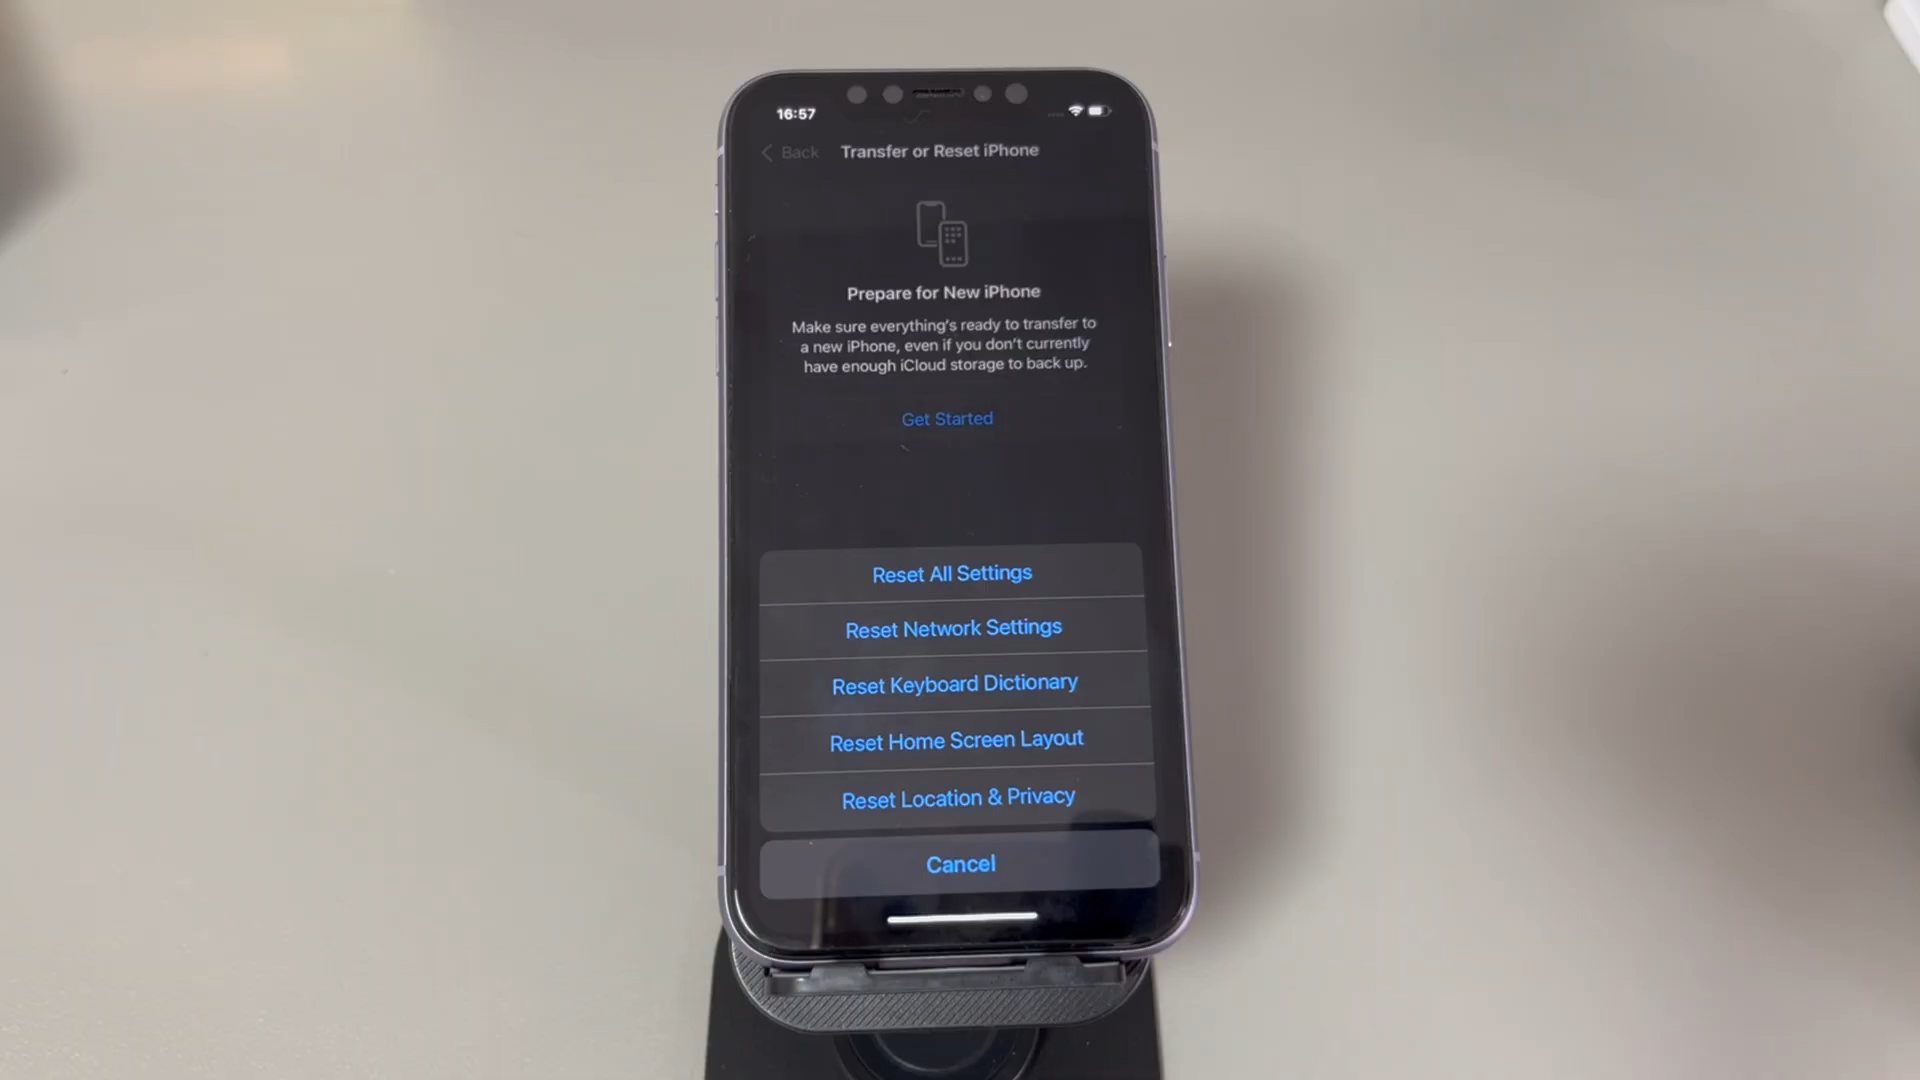 16:57
Back
Transfer or Reset iPhone
Prepare for New iPhone
Make sure everything's ready to transfer to
a new iPhone, even if you don't currently
have enough iCloud storage to back up.
Get Started
Reset All Settings
Reset Network Settings
Reset Keyboard Dictionary
Reset Home Screen Layout
Reset Location & Privacy
Cancel